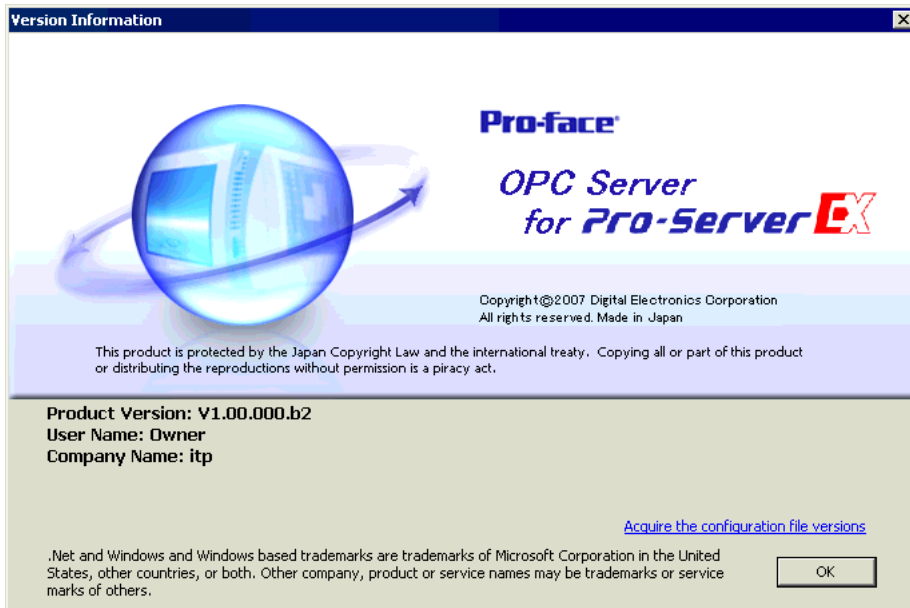 Version Information
Pro-face
OPC Server
for Pro-Server EX
Copyright©2007 Digital Electronics Corporation
All rights reserved. Made in Japan
This product is protected by the Japan Copyright Law and the international treaty. Copying all or part of this product
or distributing the reproductions without permission is a piracy act.
Product Version: V1.00.000.b2
User Name: Owner
Company Name: itp
Acquire the configuration file versions
.Net and Windows and Windows based trademarks are trademarks of Microsoft Corporation in the United
States, other countries, or both. Other company, product or service names may be trademarks or service
marks of others.
OK